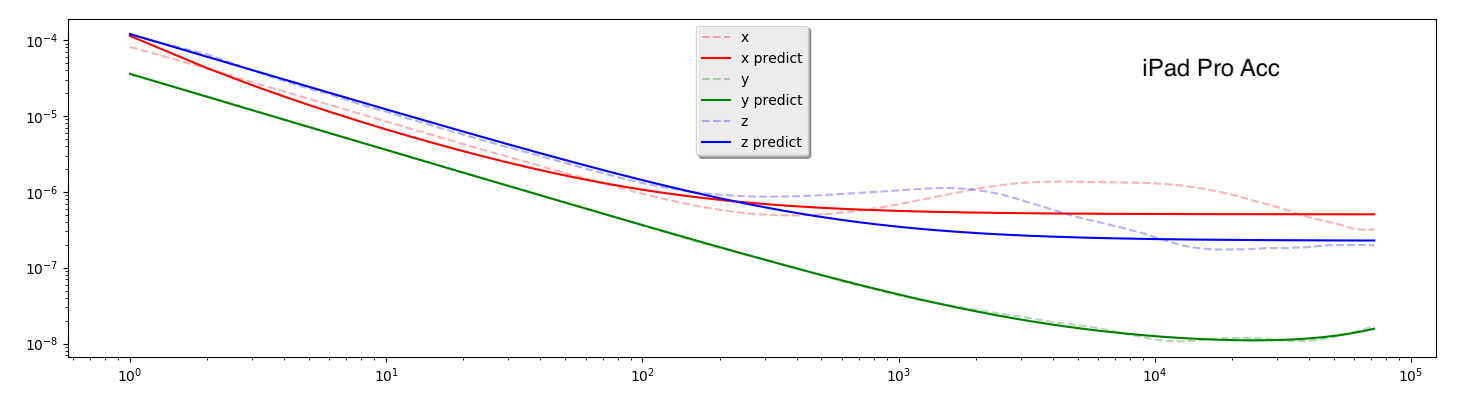 iPad Pro Acc
x
x predict
y
y predict
z
z predict
10⁻⁴
10⁻⁵
10⁻⁶
10⁻⁷
10⁻⁸
10⁰ 10¹ 10² 10³ 10⁴ 10⁵